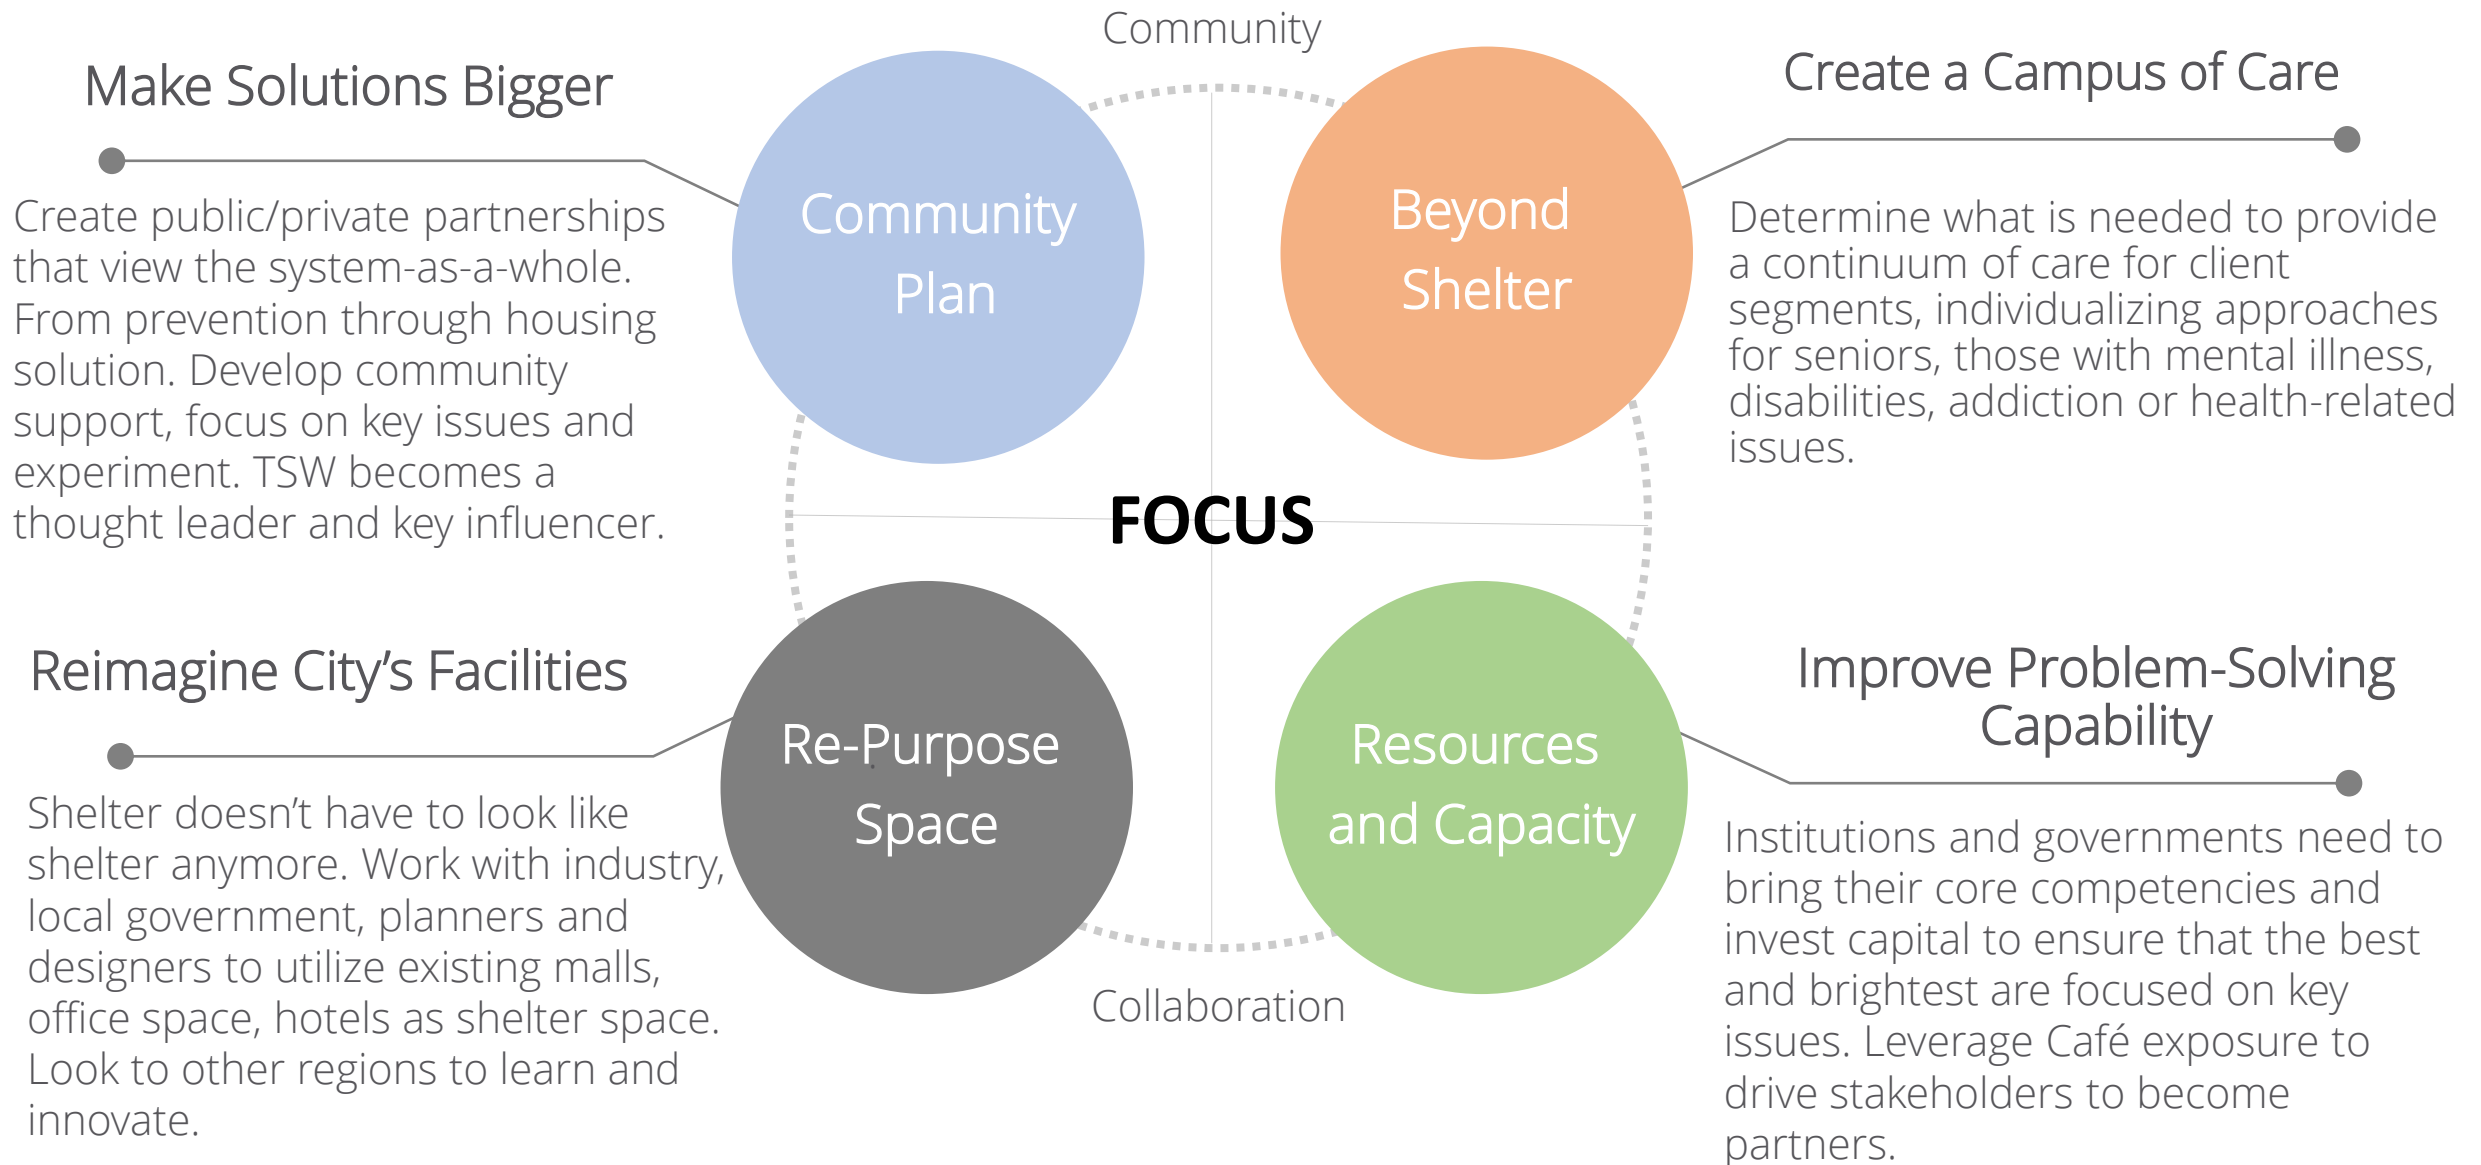 Community
Make Solutions Bigger
Create public/private partnerships
that view the system-as-a-whole.
From prevention through housing
solution. Develop community
support, focus on key issues and
experiment. TSW becomes a
thought leader and key influencer.
Community
Plan
Beyond
Shelter
Create a Campus of Care
Determine what is needed to provide
a continuum of care for client
segments, individualizing approaches
for seniors, those with mental illness,
disabilities, addiction or health-related
issues.
FOCUS
Reimagine City’s Facilities
Shelter doesn’t have to look like
shelter anymore. Work with industry,
local government, planners and
designers to utilize existing malls,
office space, hotels as shelter space.
Look to other regions to learn and
innovate.
Re-Purpose
Space
Resources
and Capacity
Improve Problem-Solving
Capability
Institutions and governments need to
bring their core competencies and
invest capital to ensure that the best
and brightest are focused on key
issues. Leverage Café exposure to
drive stakeholders to become
partners.
Collaboration